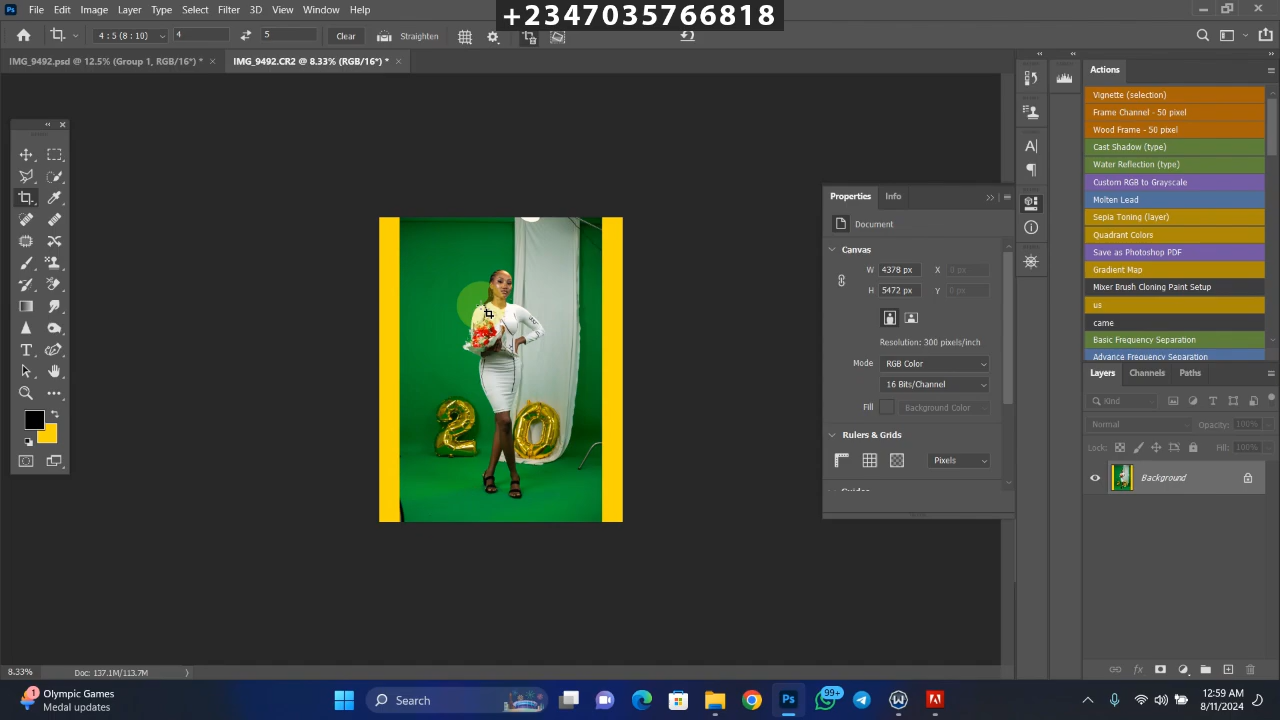 +2347035766818
Ps File Edit Image Layer Type Select Filter 3D View Window Help
4 : 5 (8 : 10) 4 5 Clear Straighten
IMG_9492.psd @ 12.5% (Group 1, RGB/16*) * × IMG_9492.CR2 @ 8.33% (RGB/16*) * ×
Actions
Vignette (selection)
Frame Channel - 50 pixel
Wood Frame - 50 pixel
Cast Shadow (type)
Water Reflection (type)
Custom RGB to Grayscale
Molten Lead
Sepia Toning (layer)
Quadrant Colors
Save as Photoshop PDF
Gradient Map
Mixer Brush Cloning Paint Setup
us
came
Basic Frequency Separation
Advance Frequency Separation
Properties Info
Document
Canvas
W 4378 px X 0 px
H 5472 px Y 0 px
Resolution: 300 pixels/inch
Mode RGB Color
16 Bits/Channel
Fill Background Color
Rulers & Grids
Pixels
Guides
20
Layers Channels Paths
Kind
Normal Opacity: 100%
Lock: Fill: 100%
Background
8.33% Doc: 137.1M/113.7M
1 Olympic Games
Medal updates
Search
99+
12:59 AM
8/11/2024